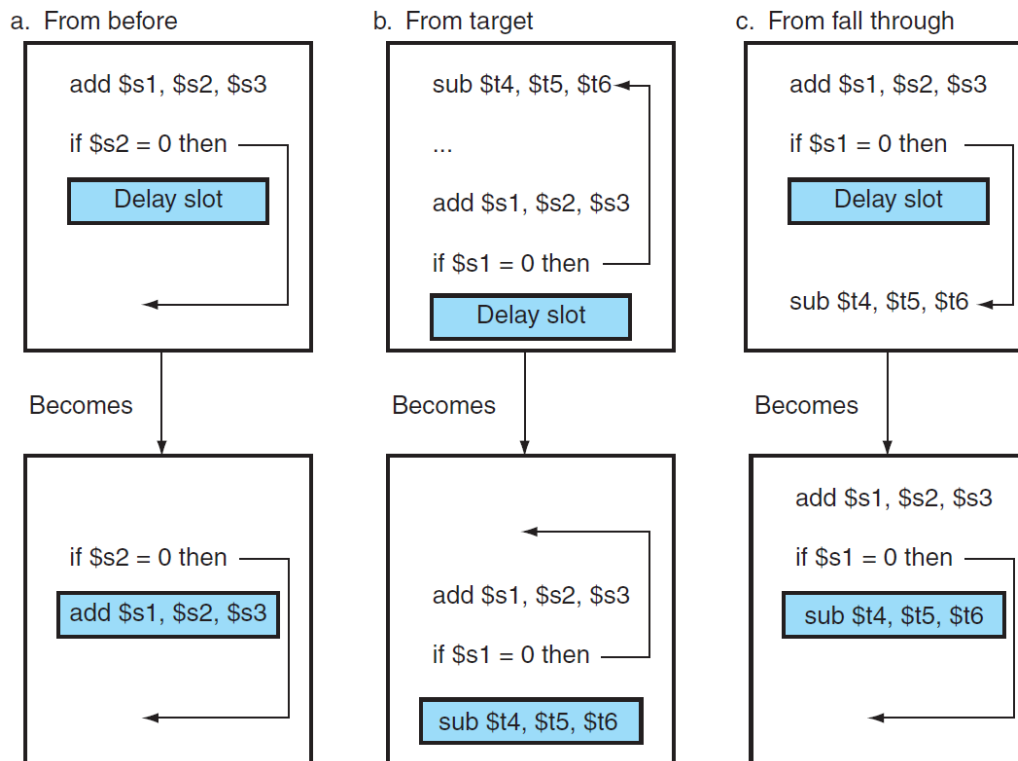 a. From before
add $s1, $s2, $s3
if $s2 = 0 then
Delay slot
Becomes
if $s2 = 0 then
add $s1, $s2, $s3
b. From target
sub $t4, $t5, $t6
...
add $s1, $s2, $s3
if $s1 = 0 then
Delay slot
Becomes
add $s1, $s2, $s3
if $s1 = 0 then
sub $t4, $t5, $t6
c. From fall through
add $s1, $s2, $s3
if $s1 = 0 then
Delay slot
sub $t4, $t5, $t6
Becomes
add $s1, $s2, $s3
if $s1 = 0 then
sub $t4, $t5, $t6